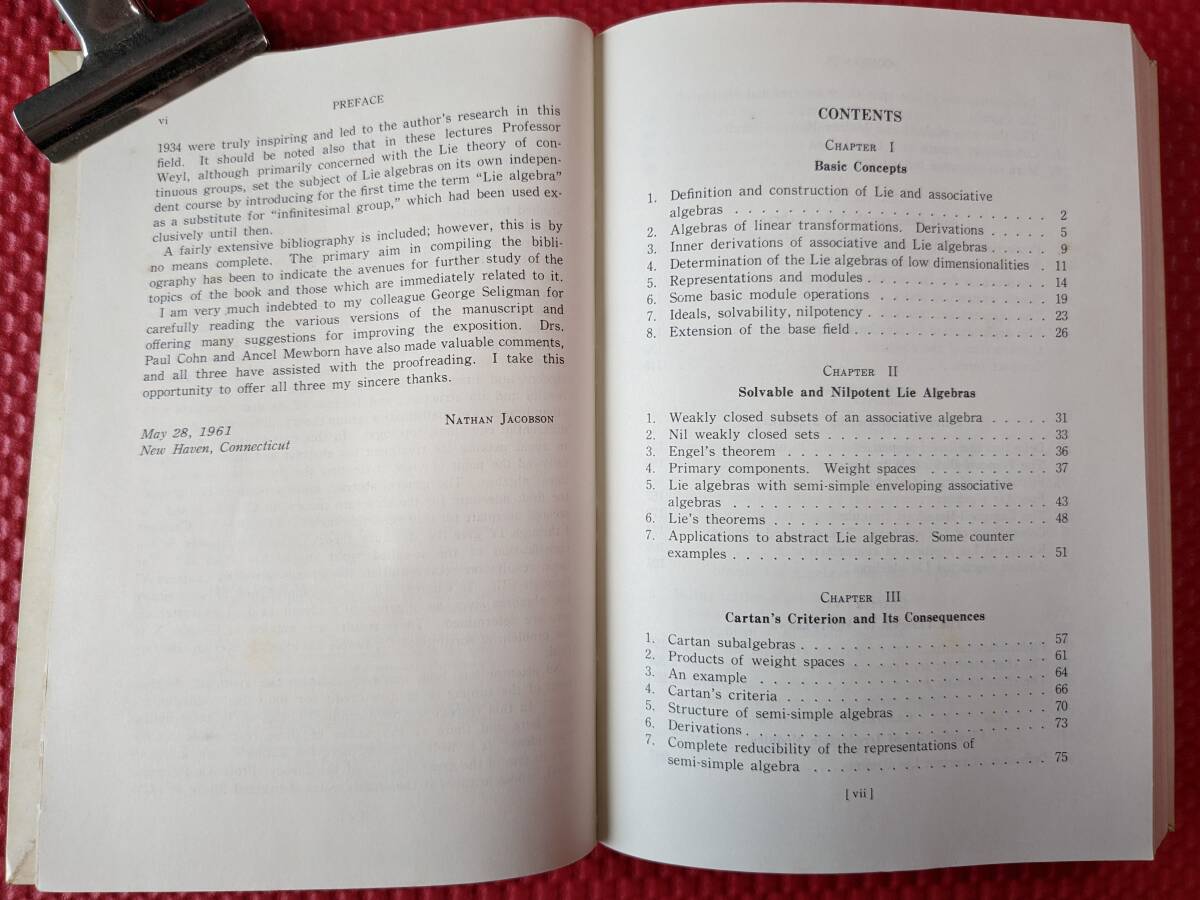 PREFACE
vi
1934 were truly inspiring and led to the author's research in this
field. It should be noted also that in these lectures Professor
Weyl, although primarily concerned with the Lie theory of con-
tinuous groups, set the subject of Lie algebras on its own indepen-
dent course by introducing for the first time the term "Lie algebra"
as a substitute for "infinitesimal group," which had been used ex-
clusively until then.
A fairly extensive bibliography is included; however, this is by
no means complete. The primary aim in compiling the bibli-
ography has been to indicate the avenues for further study of the
topics of the book and those which are immediately related to it.
I am very much indebted to my colleague George Seligman for
carefully reading the various versions of the manuscript and
offering many suggestions for improving the exposition. Drs.
Paul Cohn and Ancel Mewborn have also made valuable comments,
and all three have assisted with the proofreading. I take this
opportunity to offer all three my sincere thanks.
NATHAN JACOBSON
May 28, 1961
New Haven, Connecticut
CONTENTS
CHAPTER I
Basic Concepts
1. Definition and construction of Lie and associative
algebras . . . . . . . . . . . . . . . . . . . . . . . . 2
2. Algebras of linear transformations. Derivations . . . . . 5
3. Inner derivations of associative and Lie algebras . . . . 9
4. Determination of the Lie algebras of low dimensionalities . 11
5. Representations and modules . . . . . . . . . . . . . . 14
6. Some basic module operations . . . . . . . . . . . . . 19
7. Ideals, solvability, nilpotency . . . . . . . . . . . . . . 23
8. Extension of the base field . . . . . . . . . . . . . . . 26
CHAPTER II
Solvable and Nilpotent Lie Algebras
1. Weakly closed subsets of an associative algebra . . . . . 31
2. Nil weakly closed sets . . . . . . . . . . . . . . . . . 33
3. Engel's theorem . . . . . . . . . . . . . . . . . . . . 36
4. Primary components. Weight spaces . . . . . . . . . 37
5. Lie algebras with semi-simple enveloping associative
algebras . . . . . . . . . . . . . . . . . . . . . . . . 43
6. Lie's theorems . . . . . . . . . . . . . . . . . . . . . 48
7. Applications to abstract Lie algebras. Some counter
examples . . . . . . . . . . . . . . . . . . . . . . . . 51
CHAPTER III
Cartan's Criterion and Its Consequences
1. Cartan subalgebras . . . . . . . . . . . . . . . . . . . 57
2. Products of weight spaces . . . . . . . . . . . . . . . 61
3. An example . . . . . . . . . . . . . . . . . . . . . . 64
4. Cartan's criteria . . . . . . . . . . . . . . . . . . . . 66
5. Structure of semi-simple algebras . . . . . . . . . . . 70
6. Derivations . . . . . . . . . . . . . . . . . . . . . . . 73
7. Complete reducibility of the representations of
semi-simple algebra . . . . . . . . . . . . . . . . . . 75
[ vii ]